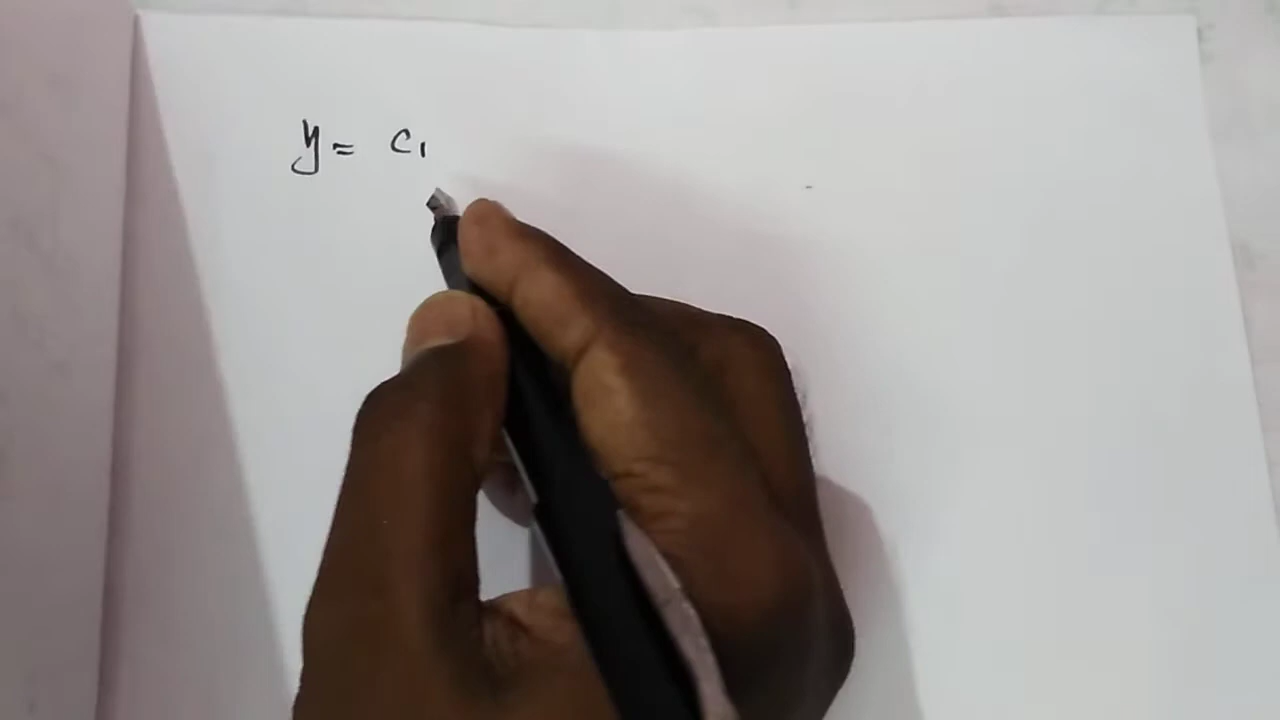 y = c₁